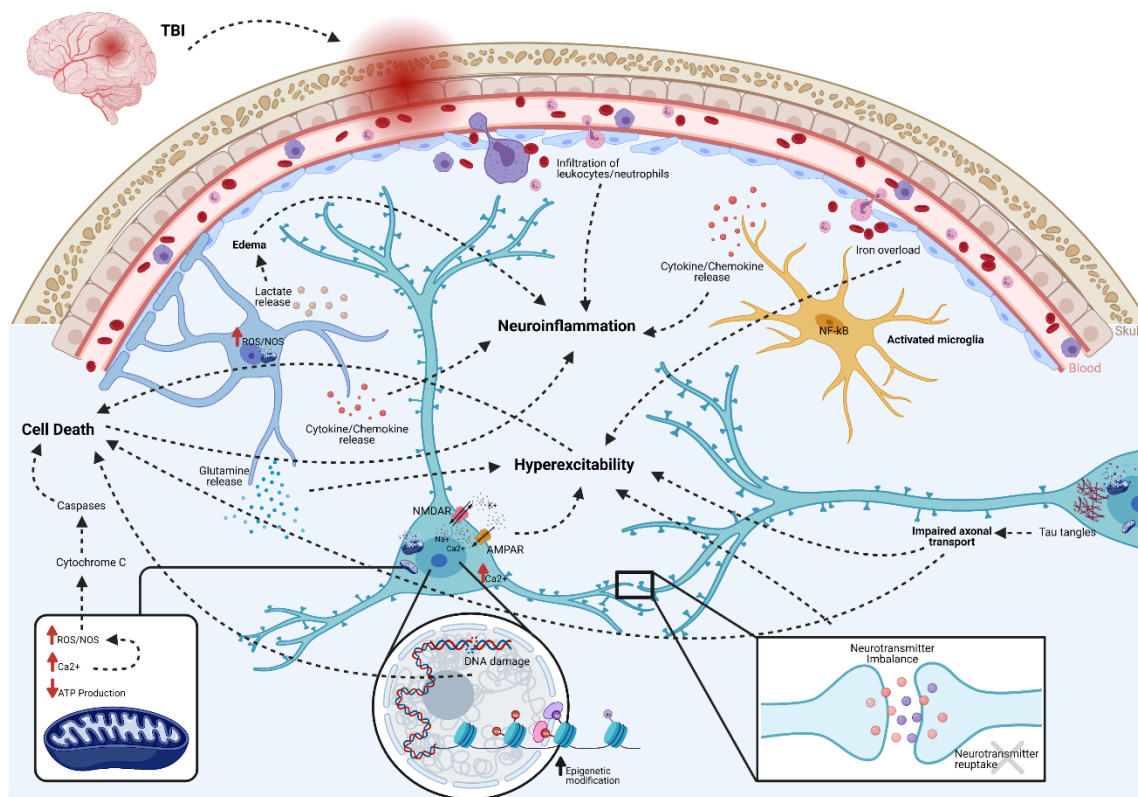 TBI
Infiltration of
leukocytes/neutrophils
Edema
Lactate
release
ROS/NOS
Cytokine/Chemokine
release
Iron overload
NF-kB
Activated microglia
Skull
Blood
Neuroinflammation
Cytokine/Chemokine
release
Cell Death
Glutamine
release
Hyperexcitability
Caspases
NMDAR
K+
Na+
Ca2+
AMPAR
Ca2+
Impaired axonal
transport
Tau tangles
Cytochrome C
ROS/NOS
Ca2+
ATP Production
DNA damage
Epigenetic
modification
Neurotransmitter
Imbalance
Neurotransmitter
reuptake